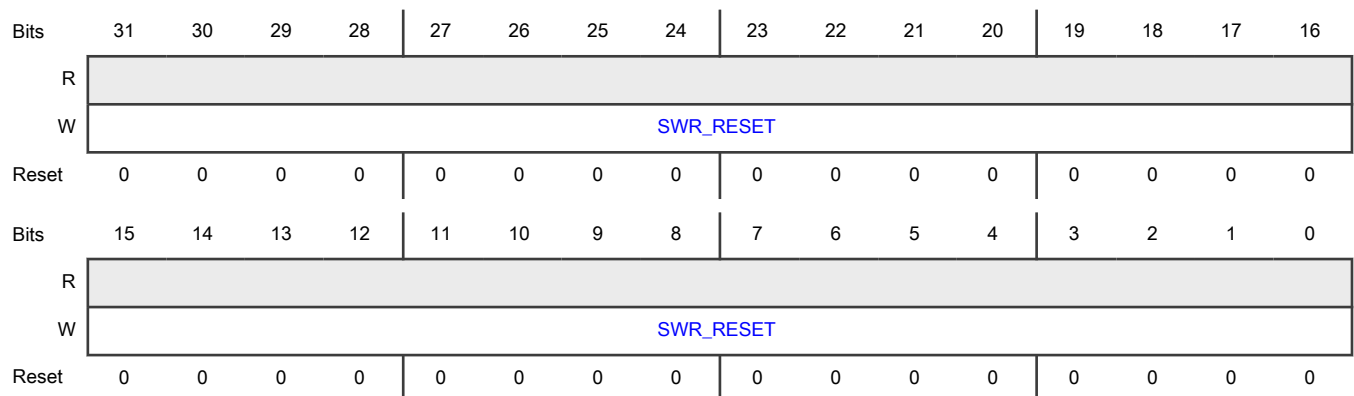 Bits 31 30 29 28 27 26 25 24 23 22 21 20 19 18 17 16
R
W SWR_RESET
Reset 0 0 0 0 0 0 0 0 0 0 0 0 0 0 0 0
Bits 15 14 13 12 11 10 9 8 7 6 5 4 3 2 1 0
R
W SWR_RESET
Reset 0 0 0 0 0 0 0 0 0 0 0 0 0 0 0 0